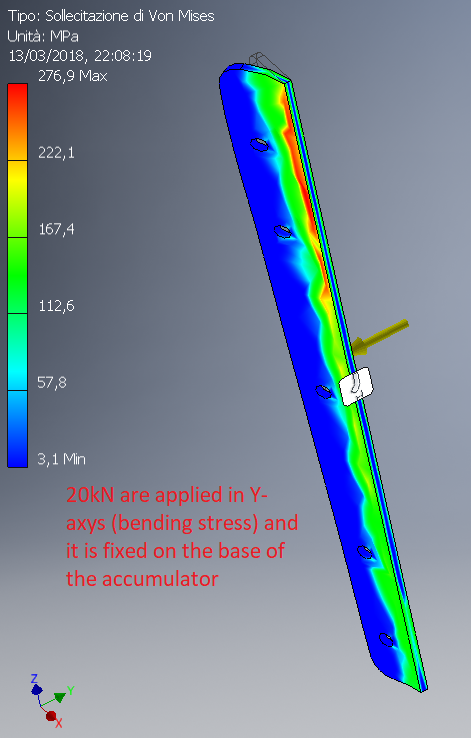 Tipo: Sollecitazione di Von Mises
Unità: MPa
13/03/2018, 22:08:19
276,9 Max
222,1
167,4
112,6
57,8
3,1 Min
20kN are applied in Y-
axys (bending stress) and
it is fixed on the base of
the accumulator
Z
Y
X